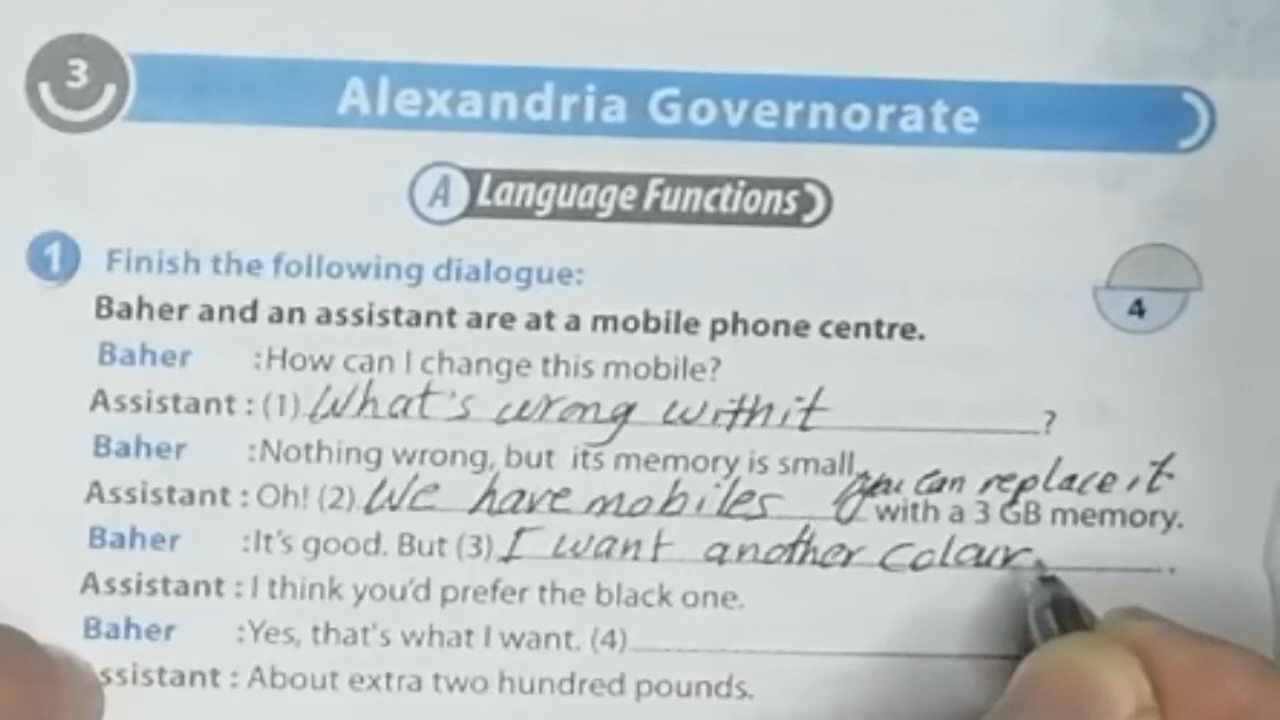 3
Alexandria Governorate
A Language Functions
1 Finish the following dialogue:
4
Baher and an assistant are at a mobile phone centre.
Baher :How can I change this mobile?
Assistant : (1) What's wrong with it ?
Baher :Nothing wrong, but its memory is small.
you can replace it
Assistant : Oh! (2) We have mobiles with a 3 GB memory.
Baher :It's good. But (3) I want another colour.
Assistant : I think you'd prefer the black one.
Baher :Yes, that's what I want. (4)
ssistant : About extra two hundred pounds.